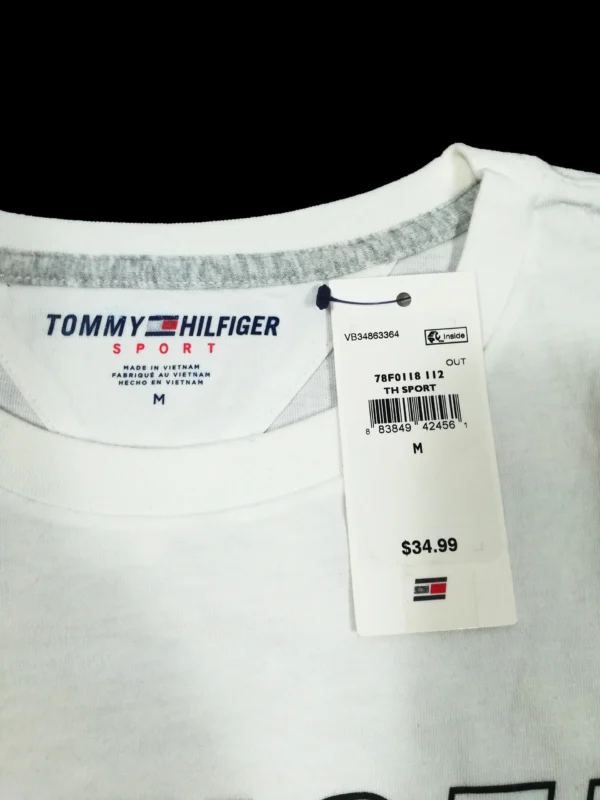 TOMMY HILFIGER
SPORT
MADE IN VIETNAM
FABRIQUÉ AU VIETNAM
HECHO EN VIETNAM
M
VB34863364
Inside
OUT
78F0118 112
TH SPORT
8 83849 42456 1
M
$34.99